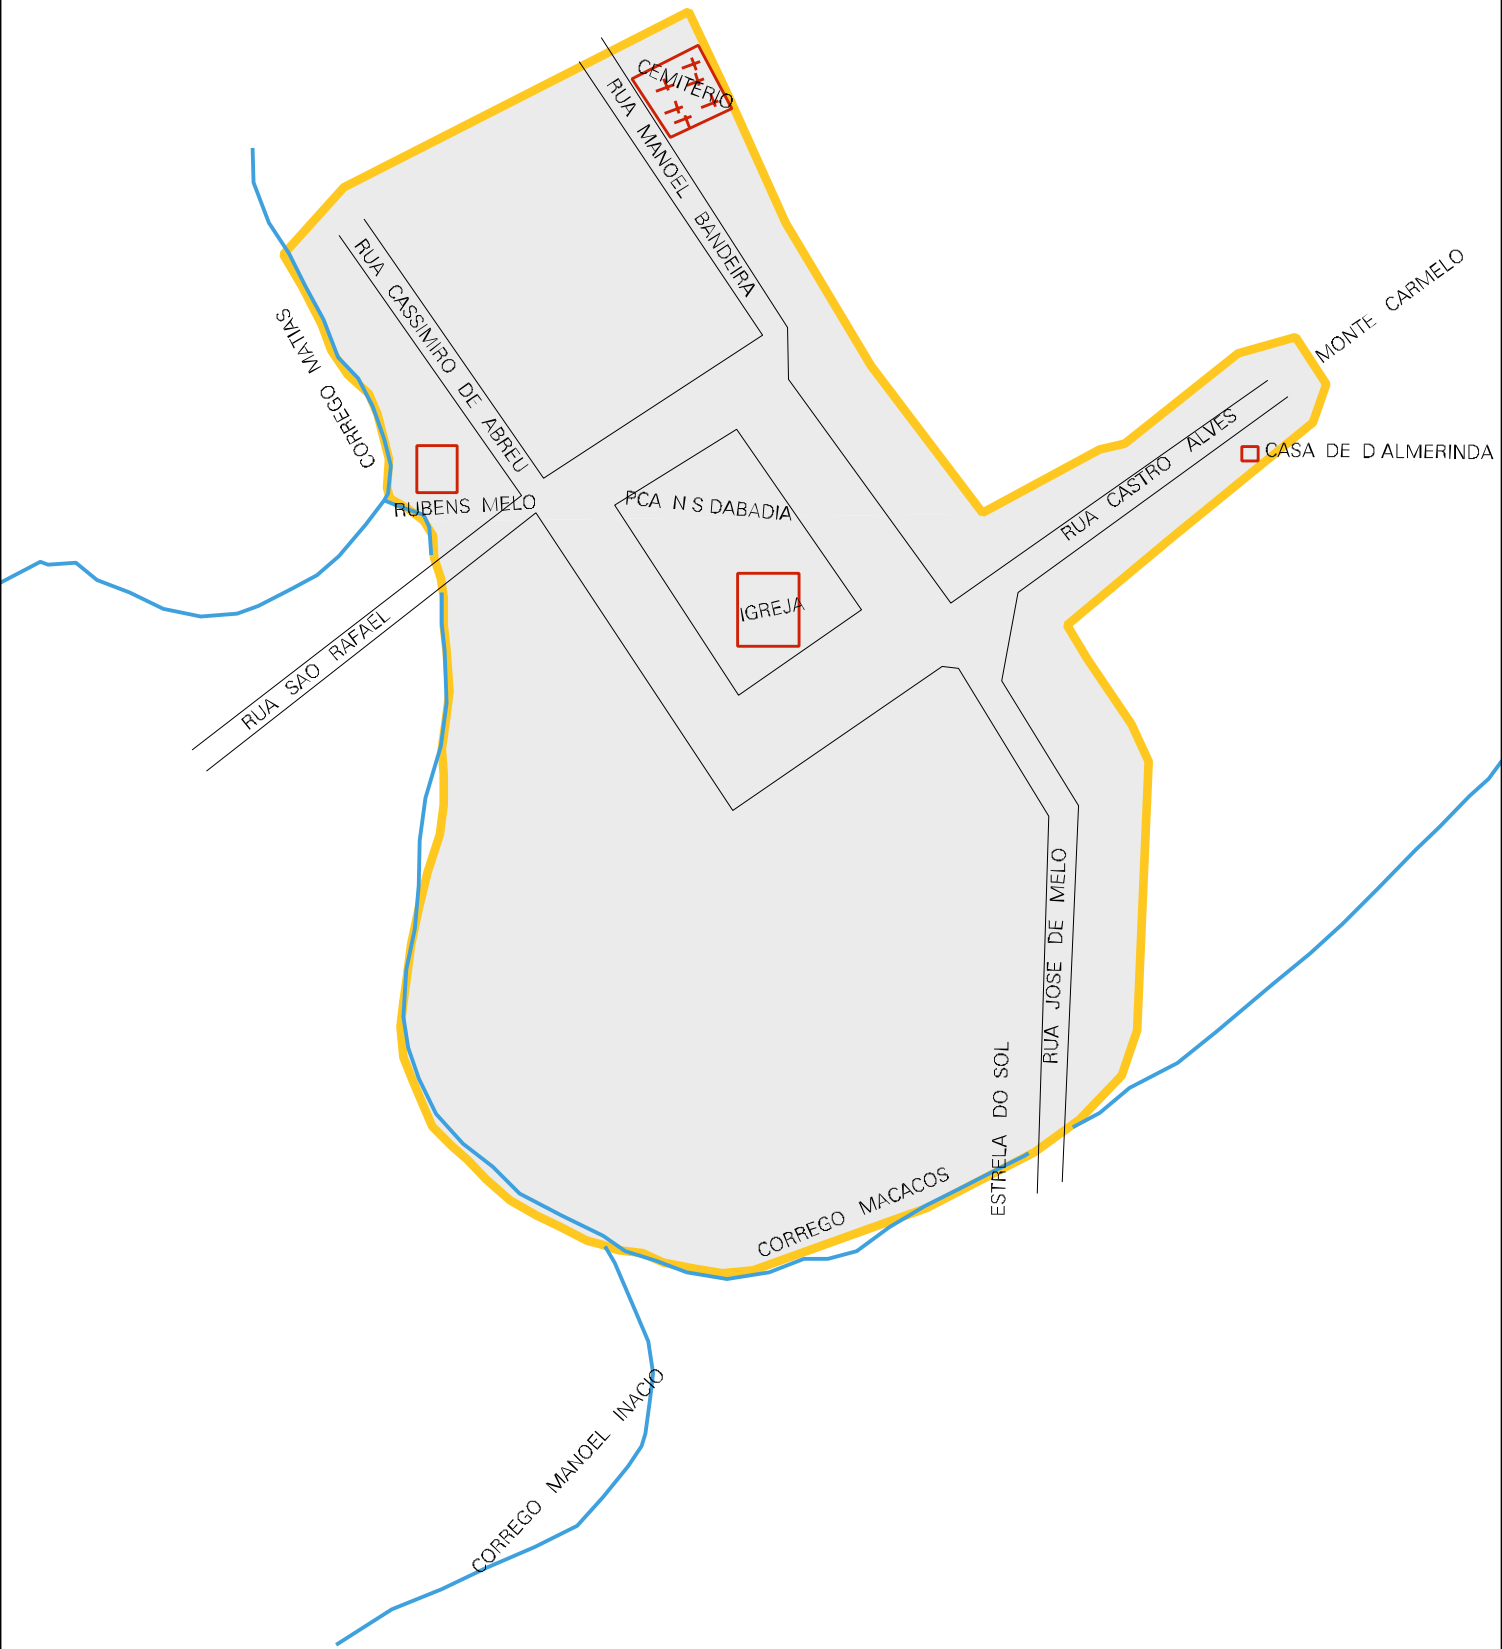 CEMITERIO
RUA MANOEL BANDEIRA
RUA CASSIMIRO DE ABREU
CORREGO MATIAS
MONTE CARMELO
RUA CASTRO ALVES
CASA DE D ALMERINDA
RUBENS MELO
PCA N S DABADIA
IGREJA
RUA SAO RAFAEL
RUA JOSE DE MELO
ESTRELA DO SOL
CORREGO MACACOS
CORREGO MANOEL INACIO